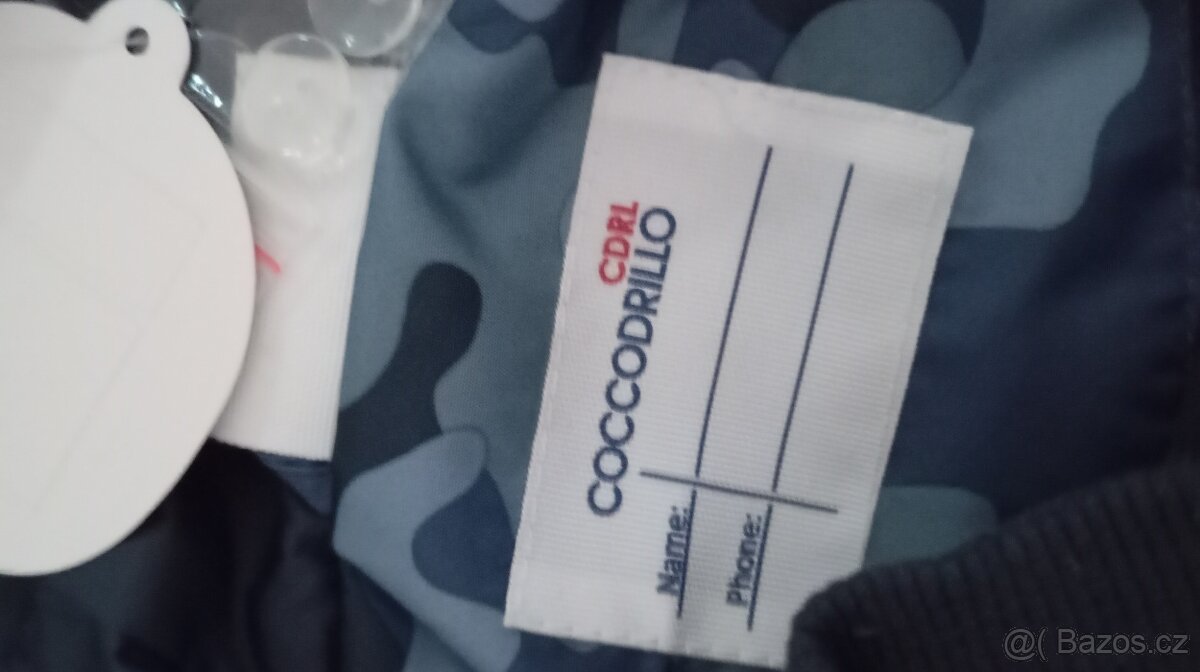 CDRL
COCCODRILLO
Name:
Phone:
@( Bazos.cz